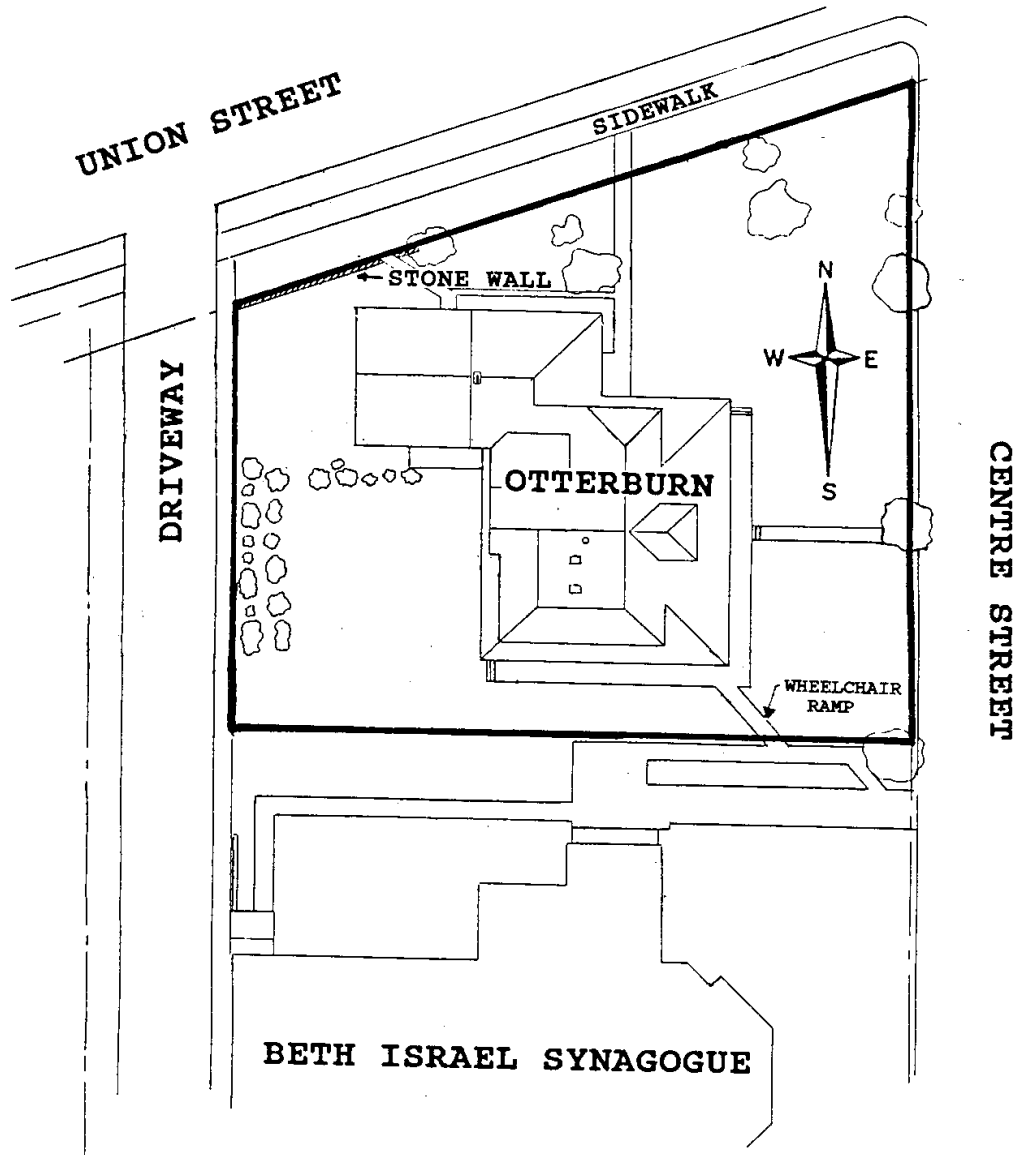 UNION STREET
SIDEWALK
STONE WALL
N
W E
S
DRIVEWAY
OTTERBURN
CENTRE STREET
WHEELCHAIR
RAMP
BETH ISRAEL SYNAGOGUE